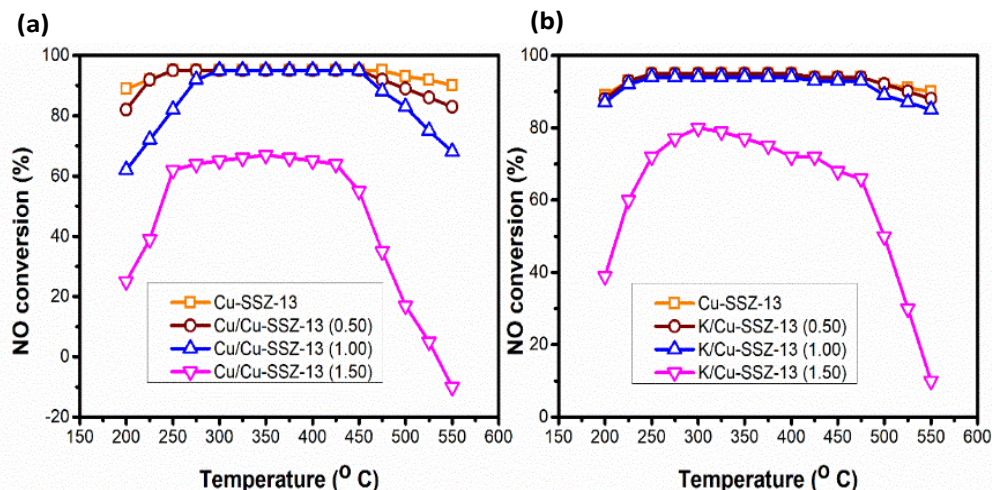 (a)
NO conversion (%)
100
80
60
40
20
0
-20
Cu-SSZ-13
Cu/Cu-SSZ-13 (0.50)
Cu/Cu-SSZ-13 (1.00)
Cu/Cu-SSZ-13 (1.50)
150 200 250 300 350 400 450 500 550 600
Temperature (⁰ C)
(b)
NO conversion (%)
100
80
60
40
20
0
Cu-SSZ-13
K/Cu-SSZ-13 (0.50)
K/Cu-SSZ-13 (1.00)
K/Cu-SSZ-13 (1.50)
150 200 250 300 350 400 450 500 550 600
Temperature (⁰ C)